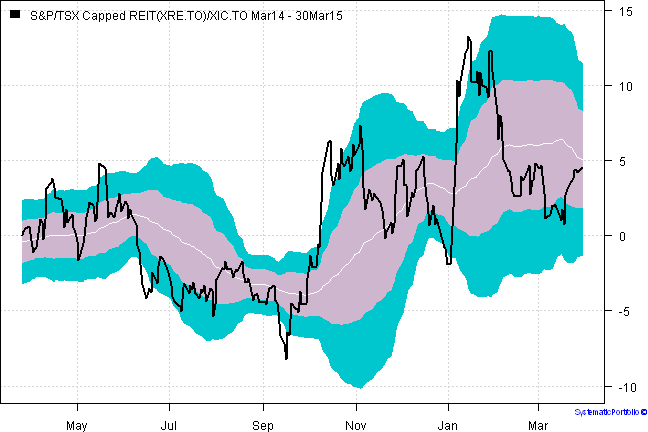 S&P/TSX Capped REIT(XRE.TO)/XIC.TO Mar14 - 30Mar15
15
10
5
0
-5
-10
May Jul Sep Nov Jan Mar
SystematicPortfolio ©